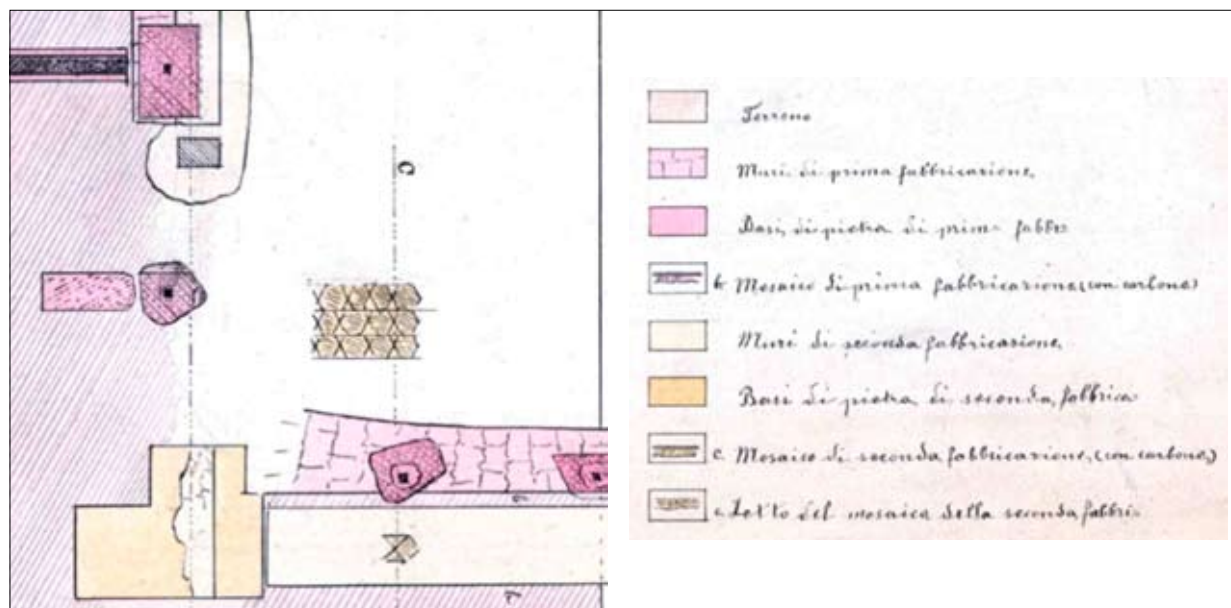 C
Terreno
Muri di prima fabbricazione
Basi di pietra di prima fabbr.
b. Mosaico di prima fabbricazione (con carbone)
Muri di seconda fabbricazione
Basi di pietra di seconda fabbrica
c. Mosaico di seconda fabbricazione (con carbone)
Letto del mosaico della seconda fabbri.